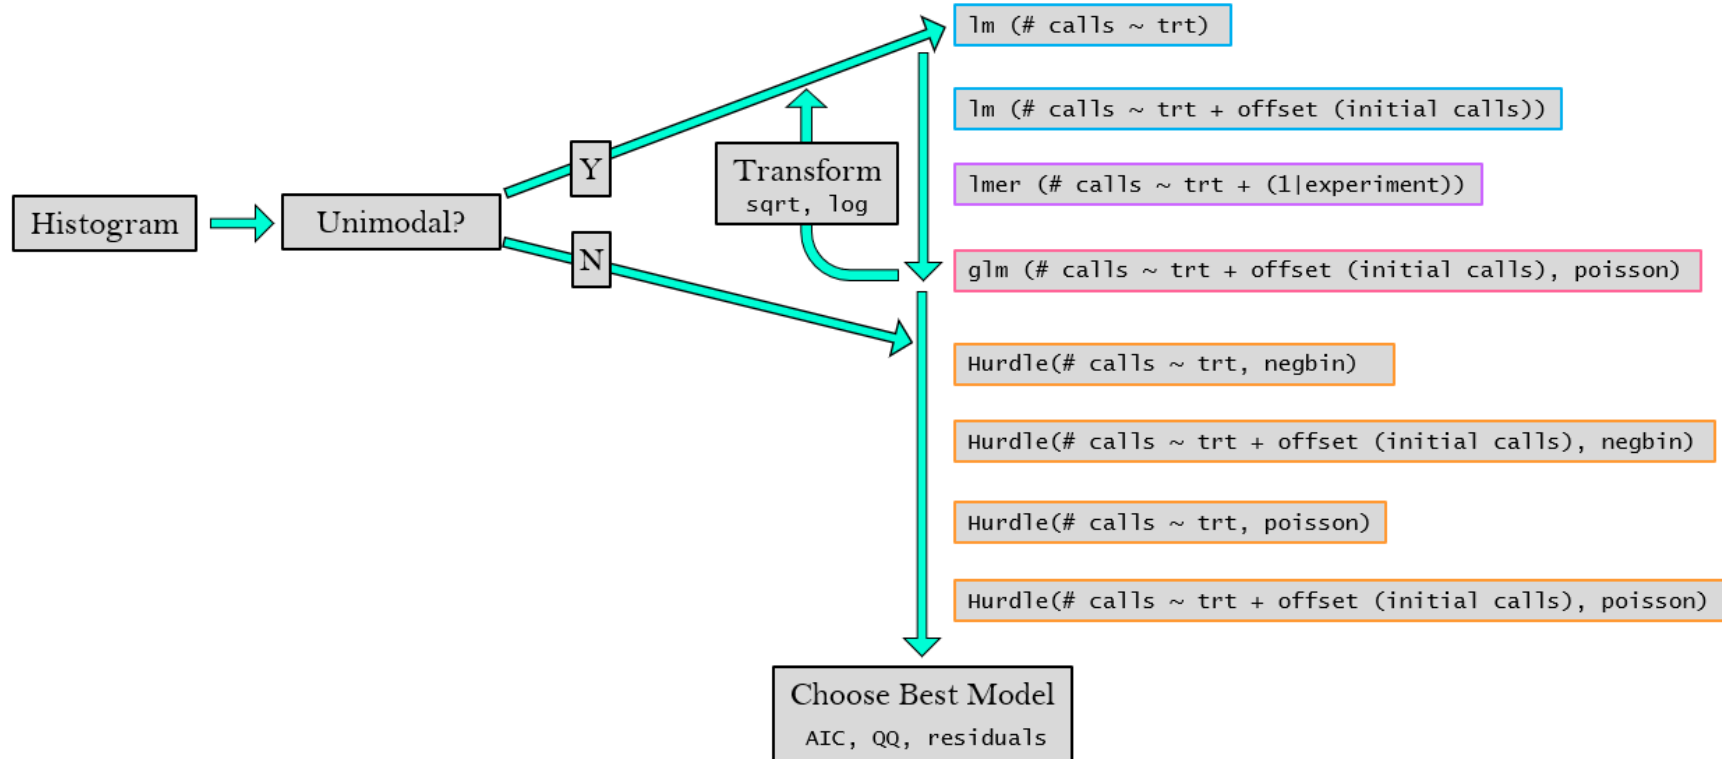 lm (# calls ~ trt)
lm (# calls ~ trt + offset (initial calls))
Y
Transform
sqrt, log
lmer (# calls ~ trt + (1|experiment))
Histogram
Unimodal?
N
glm (# calls ~ trt + offset (initial calls), poisson)
Hurdle(# calls ~ trt, negbin)
Hurdle(# calls ~ trt + offset (initial calls), negbin)
Hurdle(# calls ~ trt, poisson)
Hurdle(# calls ~ trt + offset (initial calls), poisson)
Choose Best Model
AIC, QQ, residuals